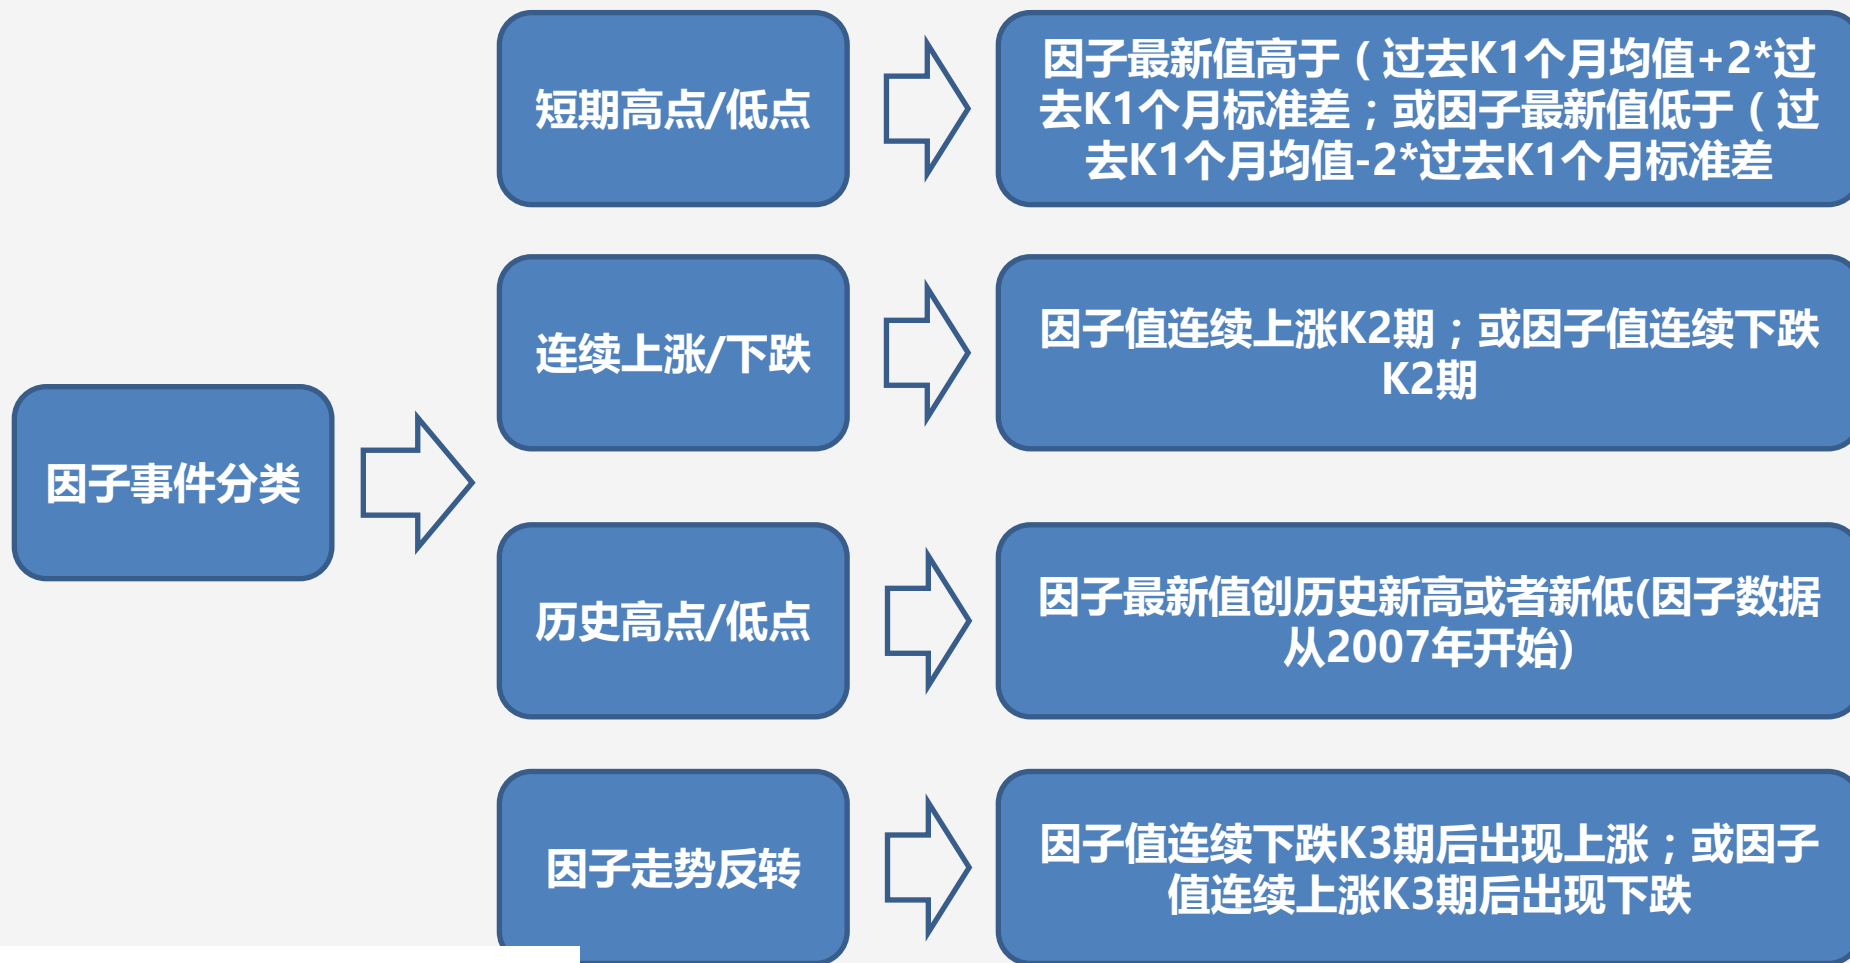 短期高点/低点
因子最新值高于（过去K1个月均值+2*过
去K1个月标准差；或因子最新值低于（过
去K1个月均值-2*过去K1个月标准差
连续上涨/下跌
因子值连续上涨K2期；或因子值连续下跌
K2期
因子事件分类
历史高点/低点
因子最新值创历史新高或者新低(因子数据
从2007年开始)
因子走势反转
因子值连续下跌K3期后出现上涨；或因子
值连续上涨K3期后出现下跌